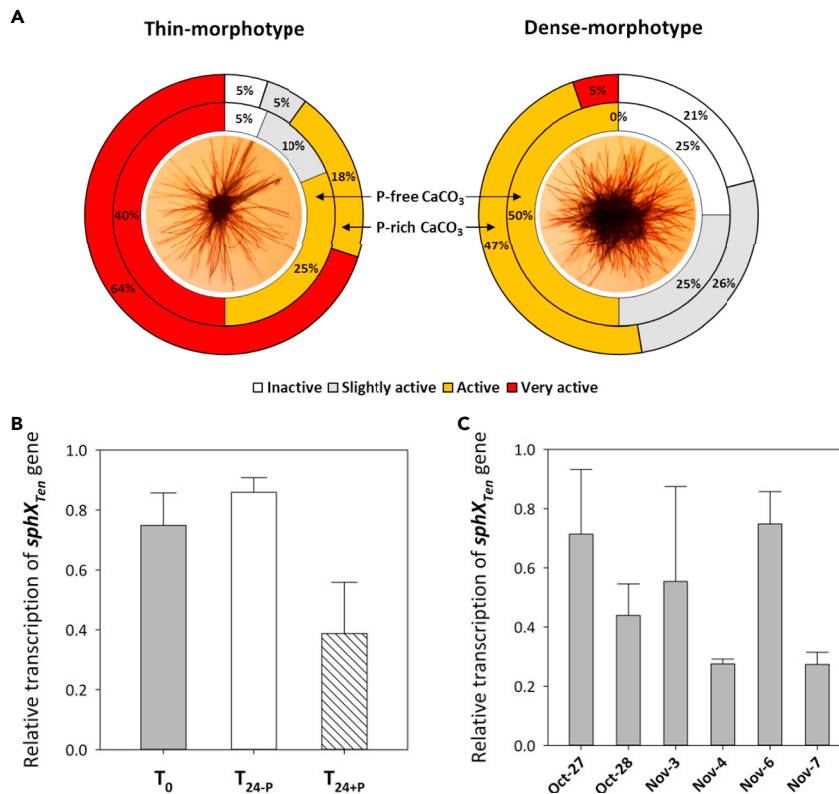 A
Thin-morphotype
Dense-morphotype
5%
5%
5%
10%
18%
25%
40%
64%
P-free CaCO₃
P-rich CaCO₃
5%
0%
21%
25%
50%
47%
25%
26%
Inactive
Slightly active
Active
Very active
B
Relative transcription of sphX_Ten gene
1.0
0.8
0.6
0.4
0.2
0.0
T₀
T₂₄₋P
T₂₄₊P
C
Relative transcription of sphX_Ten gene
1.0
0.8
0.6
0.4
0.2
0.0
Oct-27
Oct-28
Nov-3
Nov-4
Nov-6
Nov-7